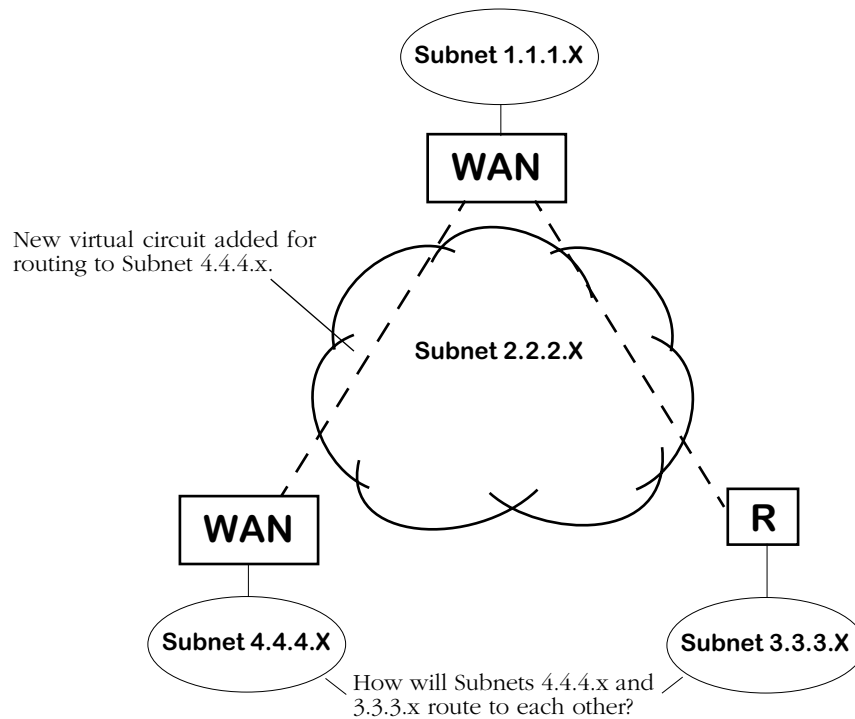 Subnet 1.1.1.X
WAN
New virtual circuit added for
routing to Subnet 4.4.4.x.
Subnet 2.2.2.X
WAN
R
Subnet 4.4.4.X
Subnet 3.3.3.X
How will Subnets 4.4.4.x and
3.3.3.x route to each other?